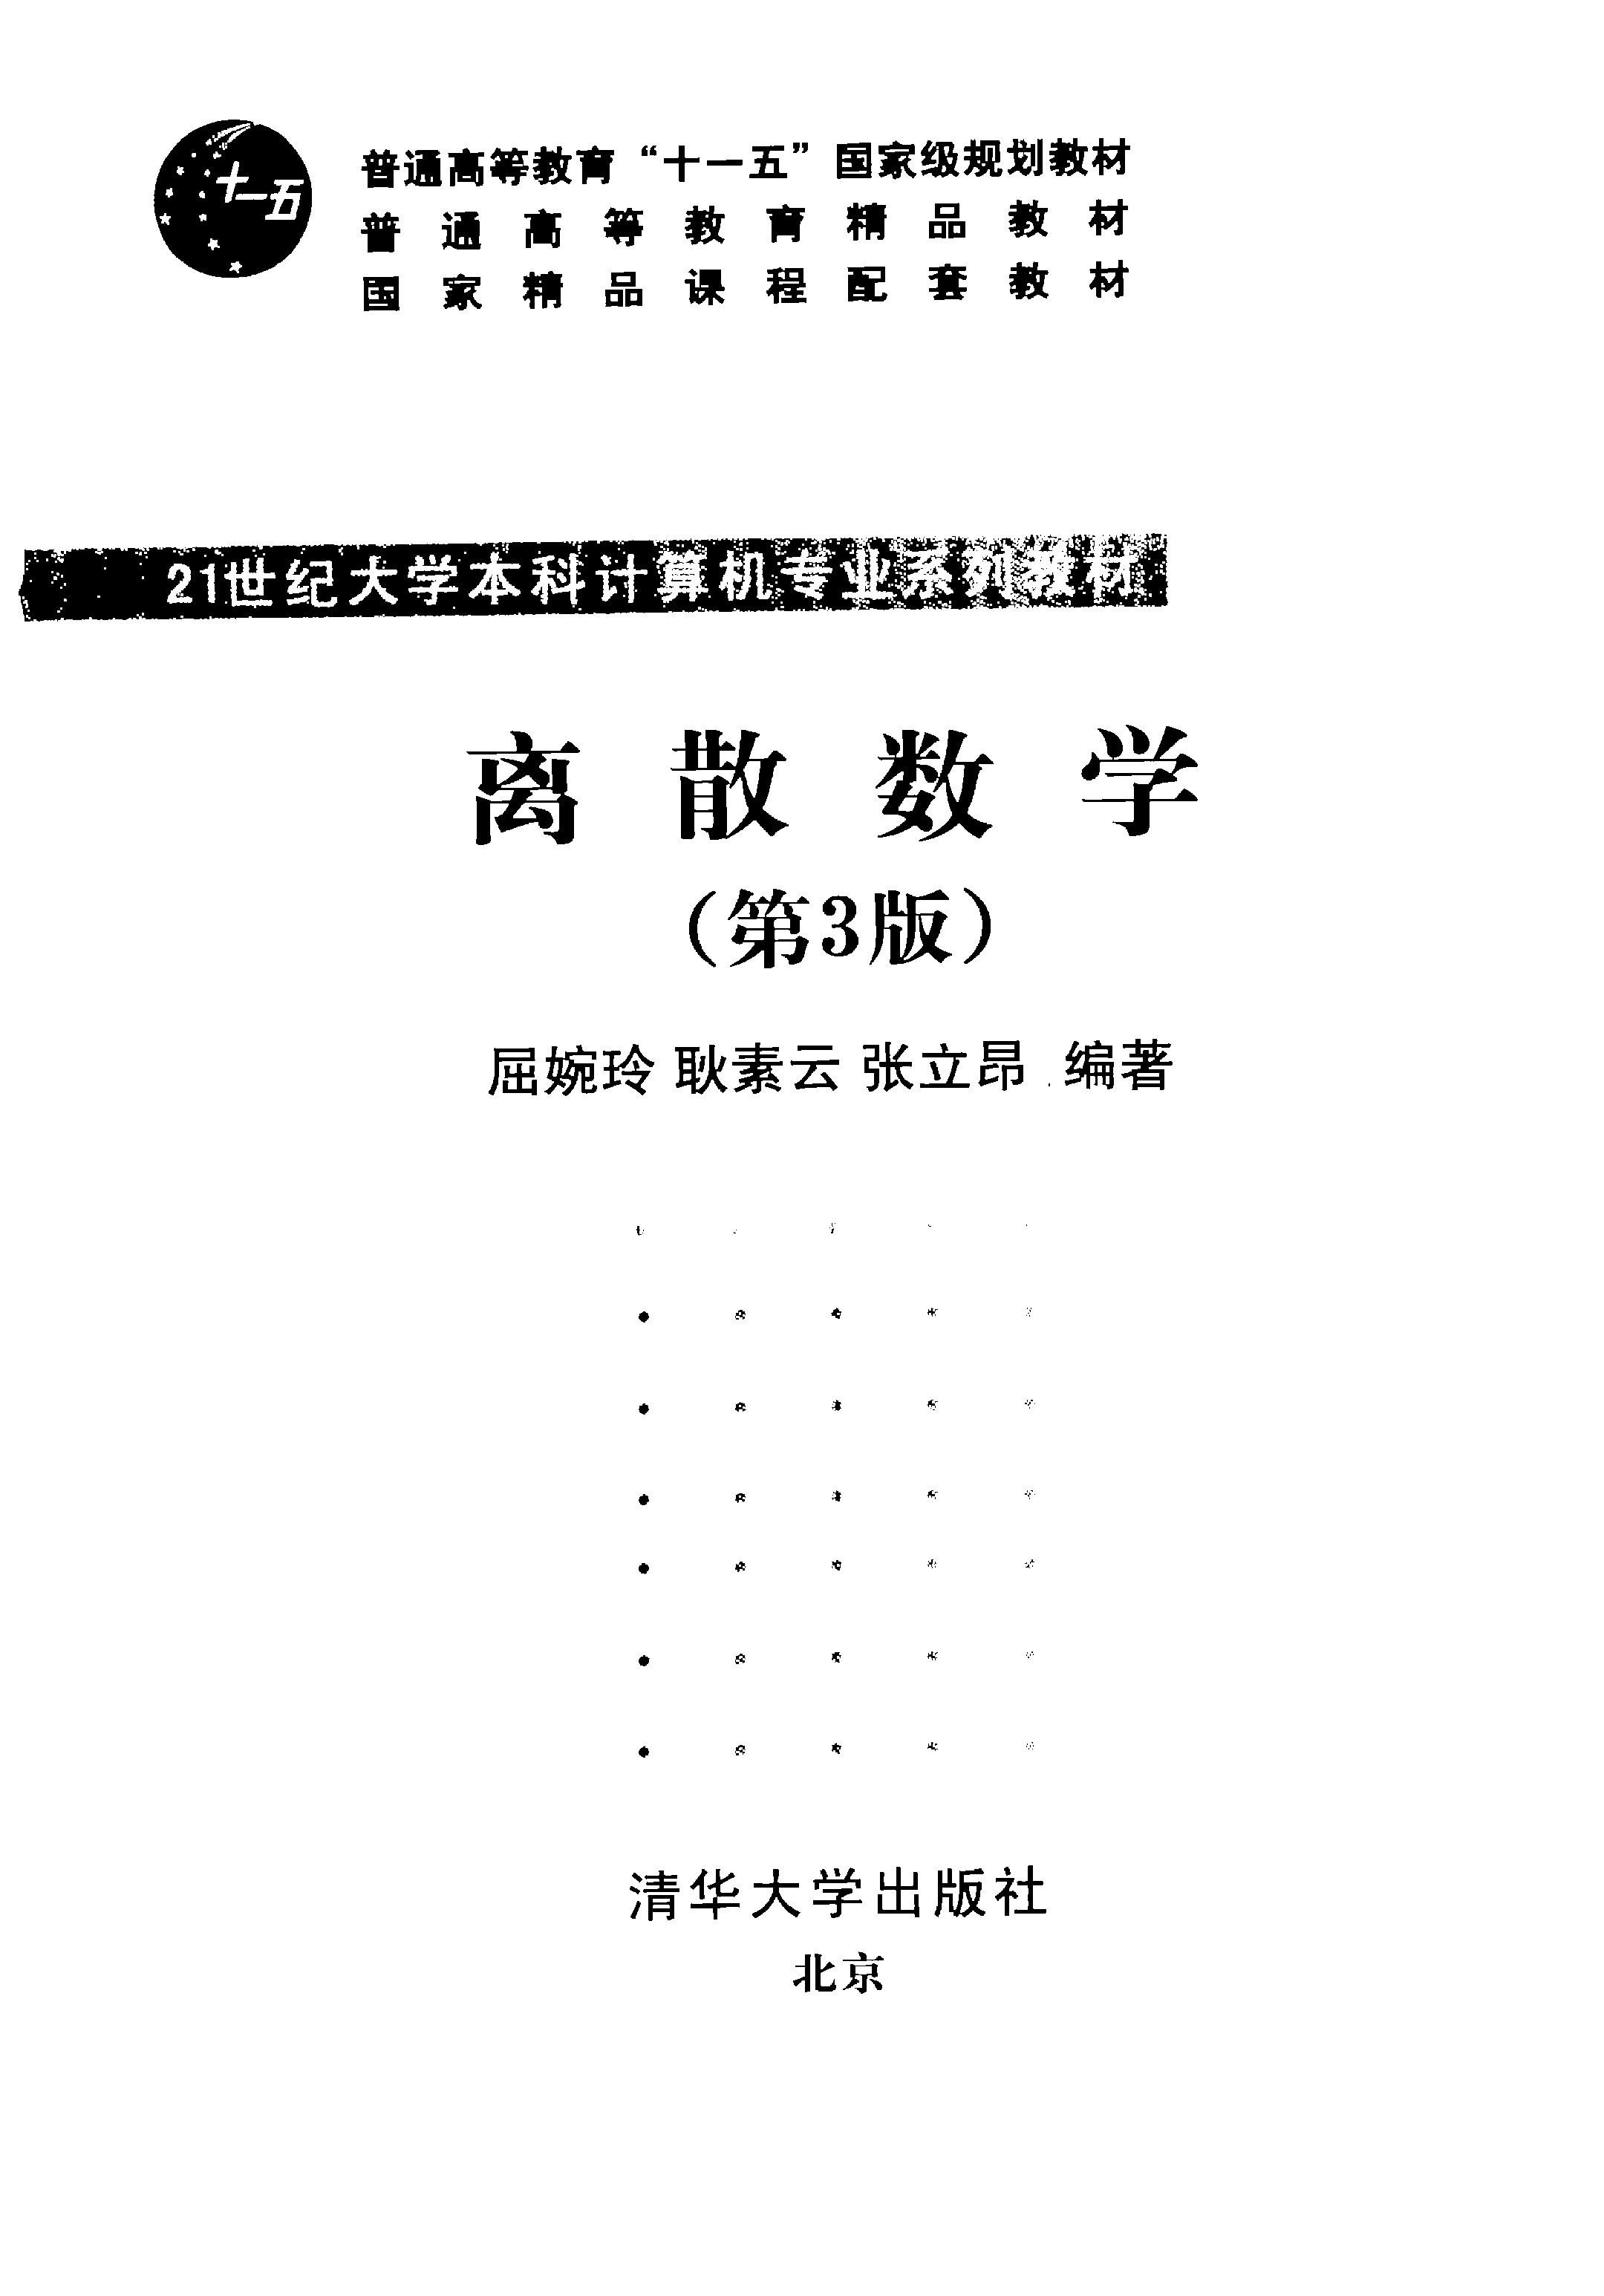 十一五
普通高等教育“十一五”国家级规划教材
普通高等教育精品教材
国家精品课程配套教材
21世纪大学本科计算机专业系列教材
离散数学
（第3版）
屈婉玲 耿素云 张立昂 编著
清华大学出版社
北京